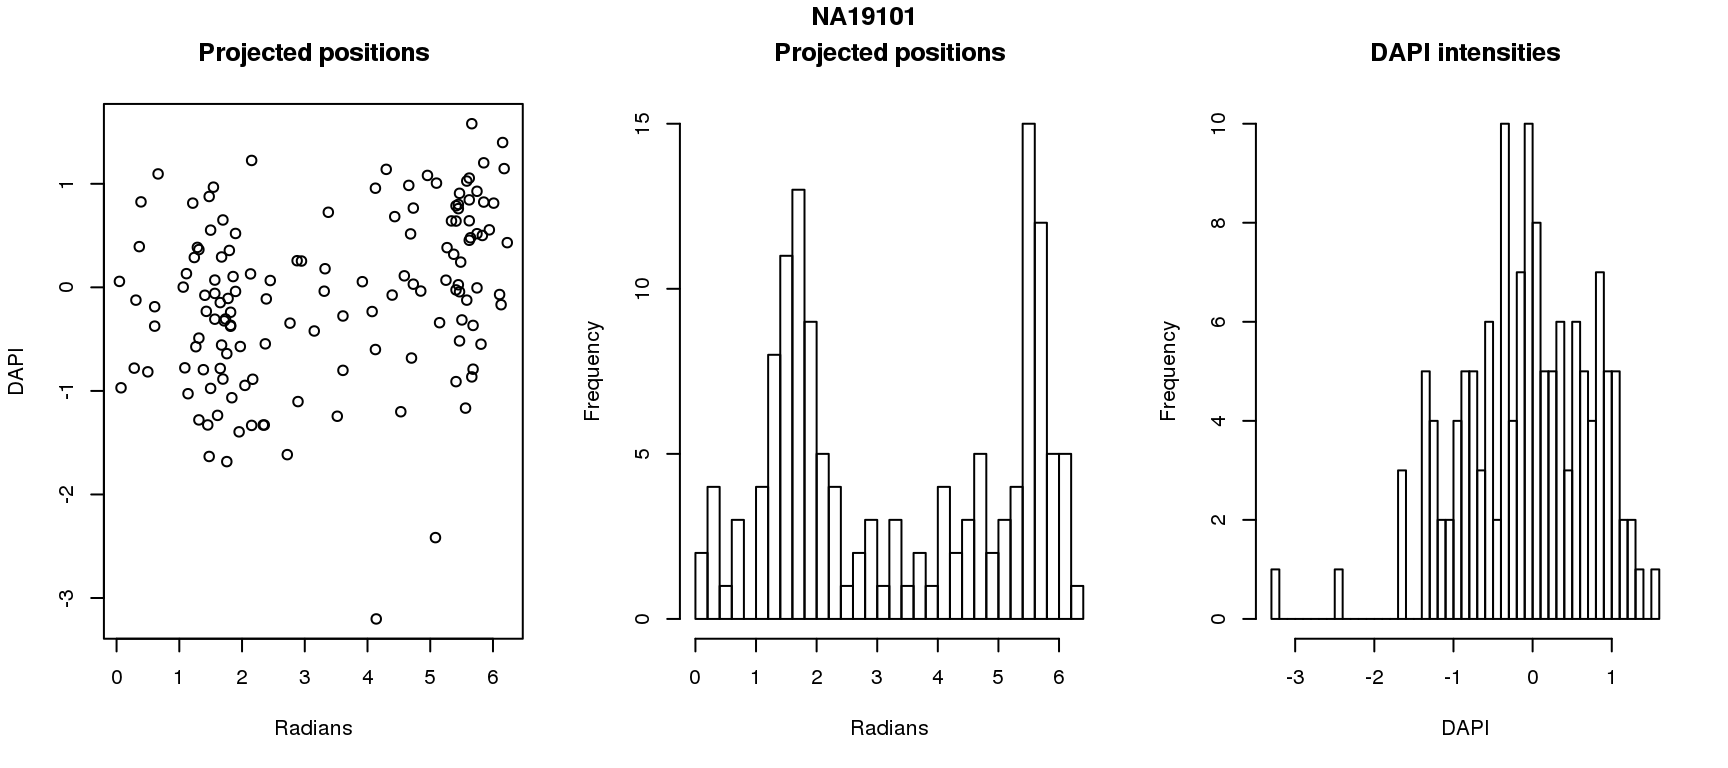 NA19101
Projected positions
DAPI
1
0
-1
-2
-3
0 1 2 3 4 5 6
Radians
Projected positions
Frequency
15
10
5
0
0 1 2 3 4 5 6
Radians
DAPI intensities
Frequency
10
8
6
4
2
0
-3 -2 -1 0 1
DAPI